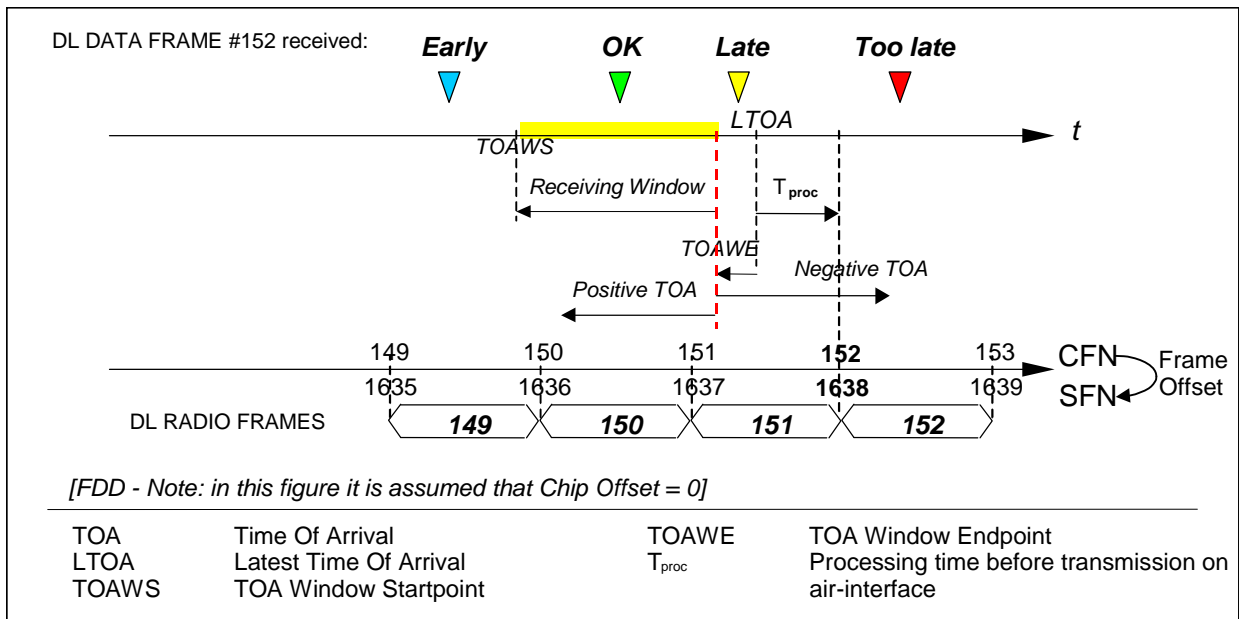 DL DATA FRAME #152 received:
Early OK Late Too late
LTOA
t
TOAWS
Receiving Window
Tproc
TOAWE
Negative TOA
Positive TOA
149 150 151 152 153
CFN
Frame Offset
1635 1636 1637 1638 1639
SFN
DL RADIO FRAMES
149 150 151 152
[FDD - Note: in this figure it is assumed that Chip Offset = 0]
TOA Time Of Arrival
LTOA Latest Time Of Arrival
TOAWS TOA Window Startpoint
TOAWE TOA Window Endpoint
Tproc Processing time before transmission on
air-interface